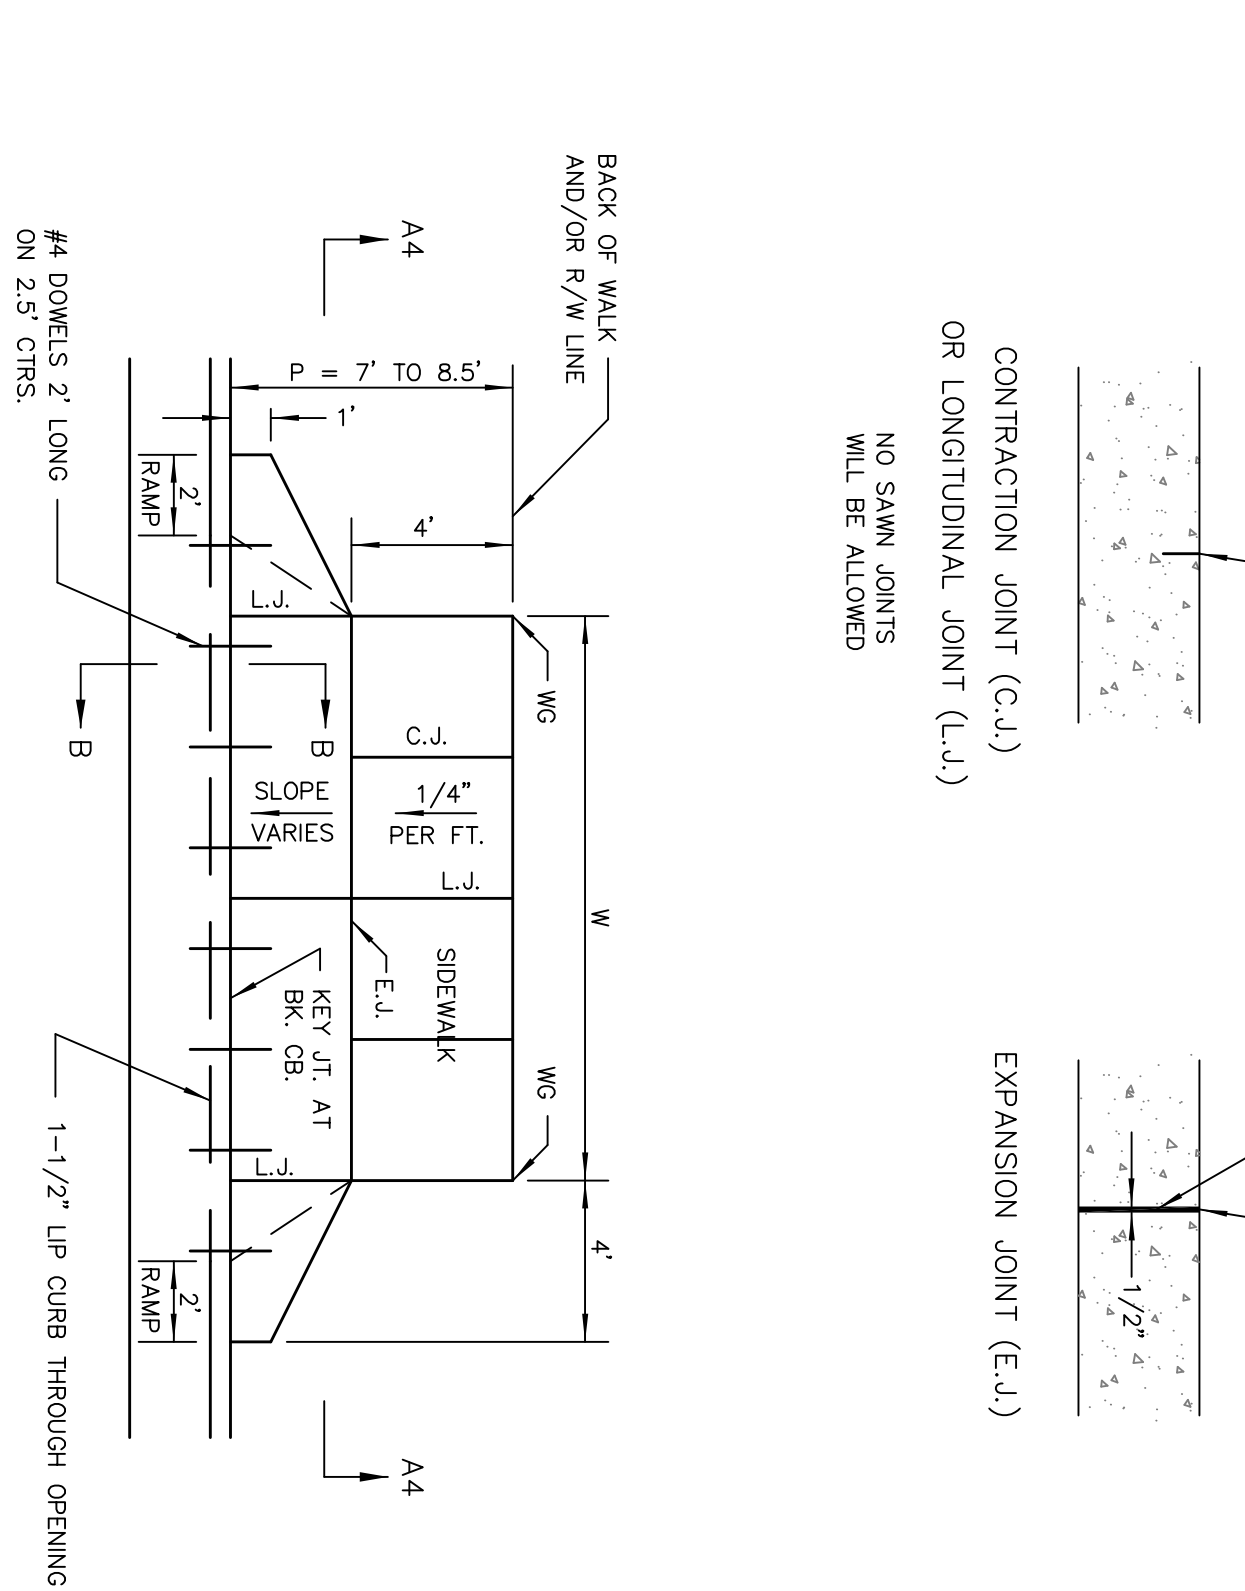 CONTRACTION JOINT (C.J.)
OR LONGITUDINAL JOINT (L.J.)
NO SAWN JOINTS
WILL BE ALLOWED
1/2"
EXPANSION JOINT (E.J.)
BACK OF WALK
AND/OR R/W LINE
A4
P = 7' TO 8.5'
1'
4'
2'
RAMP
L.J.
WG
W
C.J.
1/4"
PER FT.
SLOPE
VARIES
B
B
L.J.
SIDEWALK
E.J.
KEY JT. AT
BK. CB.
WG
L.J.
4'
2'
RAMP
A4
#4 DOWELS 2' LONG
ON 2.5' CTRS.
1-1/2" LIP CURB THROUGH OPENING